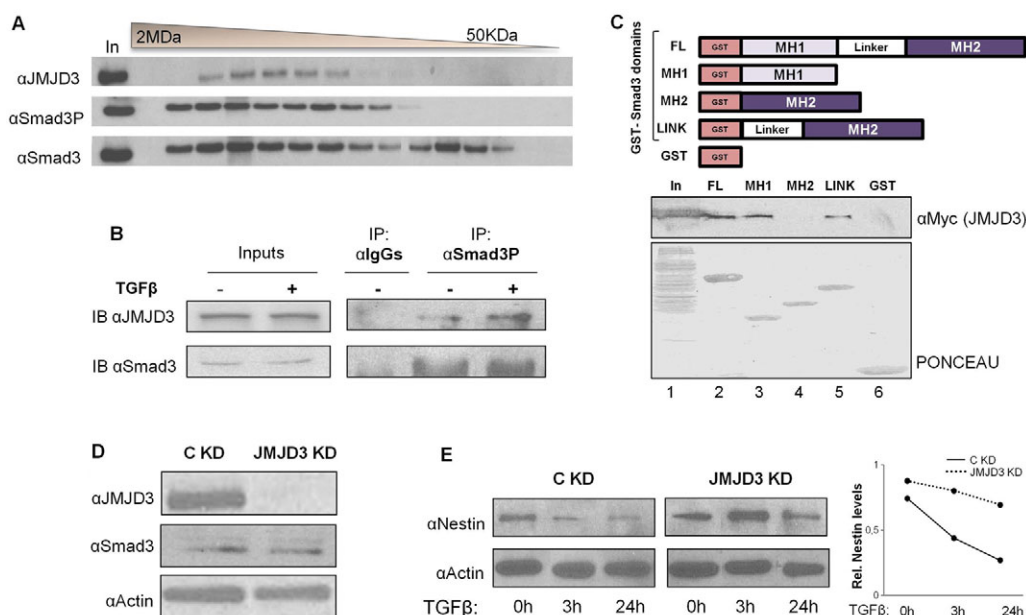 A
2MDa 50KDa
In
αJMJD3
αSmad3P
αSmad3
B
Inputs
IP:
αIgGs
IP:
αSmad3P
TGFβ - + - - +
IB αJMJD3
IB αSmad3
C
GST- Smad3 domains
FL GST MH1 Linker MH2
MH1 GST MH1
MH2 GST MH2
LINK GST Linker MH2
GST GST
In FL MH1 MH2 LINK GST
αMyc (JMJD3)
PONCEAU
1 2 3 4 5 6
D
C KD JMJD3 KD
αJMJD3
αSmad3
αActin
E
C KD JMJD3 KD
αNestin
αActin
TGFβ: 0h 3h 24h 0h 3h 24h
C KD
JMJD3 KD
Rel. Nestin levels
1
0,5
0
TGFβ: 0h 3h 24h